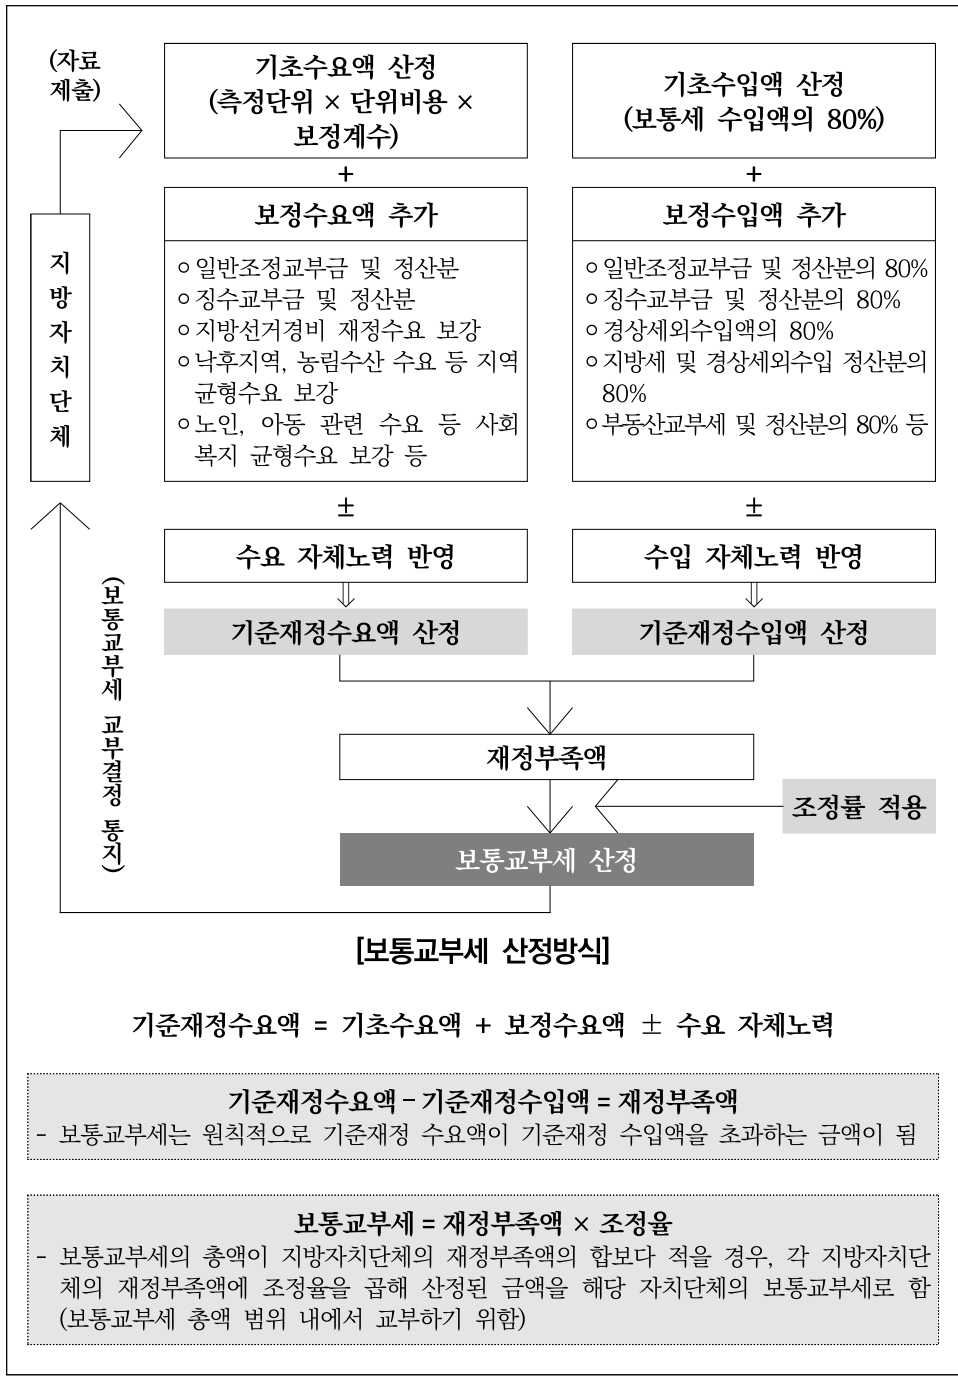 (자료
제출)
지
방
자
치
단
체
기초수요액 산정
(측정단위 × 단위비용 ×
보정계수)
+
보정수요액 추가
○ 일반조정교부금 및 정산분
○ 징수교부금 및 정산분
○ 지방선거경비 재정수요 보강
○ 낙후지역, 농림수산 수요 등 지역
균형수요 보강
○ 노인, 아동 관련 수요 등 사회
복지 균형수요 보강 등
±
수요 자체노력 반영
기준재정수요액 산정
기초수입액 산정
(보통세 수입액의 80%)
+
보정수입액 추가
○ 일반조정교부금 및 정산분의 80%
○ 징수교부금 및 정산분의 80%
○ 경상세외수입액의 80%
○ 지방세 및 경상세외수입 정산분의
80%
○ 부동산교부세 및 정산분의 80% 등
±
수입 자체노력 반영
기준재정수입액 산정
재정부족액
조정률 적용
보통교부세 산정
(보통교부세 교부결정 통지)
[보통교부세 산정방식]
기준재정수요액 = 기초수요액 + 보정수요액 ± 수요 자체노력
기준재정수요액 - 기준재정수입액 = 재정부족액
- 보통교부세는 원칙적으로 기준재정 수요액이 기준재정 수입액을 초과하는 금액이 됨
보통교부세 = 재정부족액 × 조정율
- 보통교부세의 총액이 지방자치단체의 재정부족액의 합보다 적을 경우, 각 지방자치단
체의 재정부족액에 조정율을 곱해 산정된 금액을 해당 자치단체의 보통교부세로 함
(보통교부세 총액 범위 내에서 교부하기 위함)